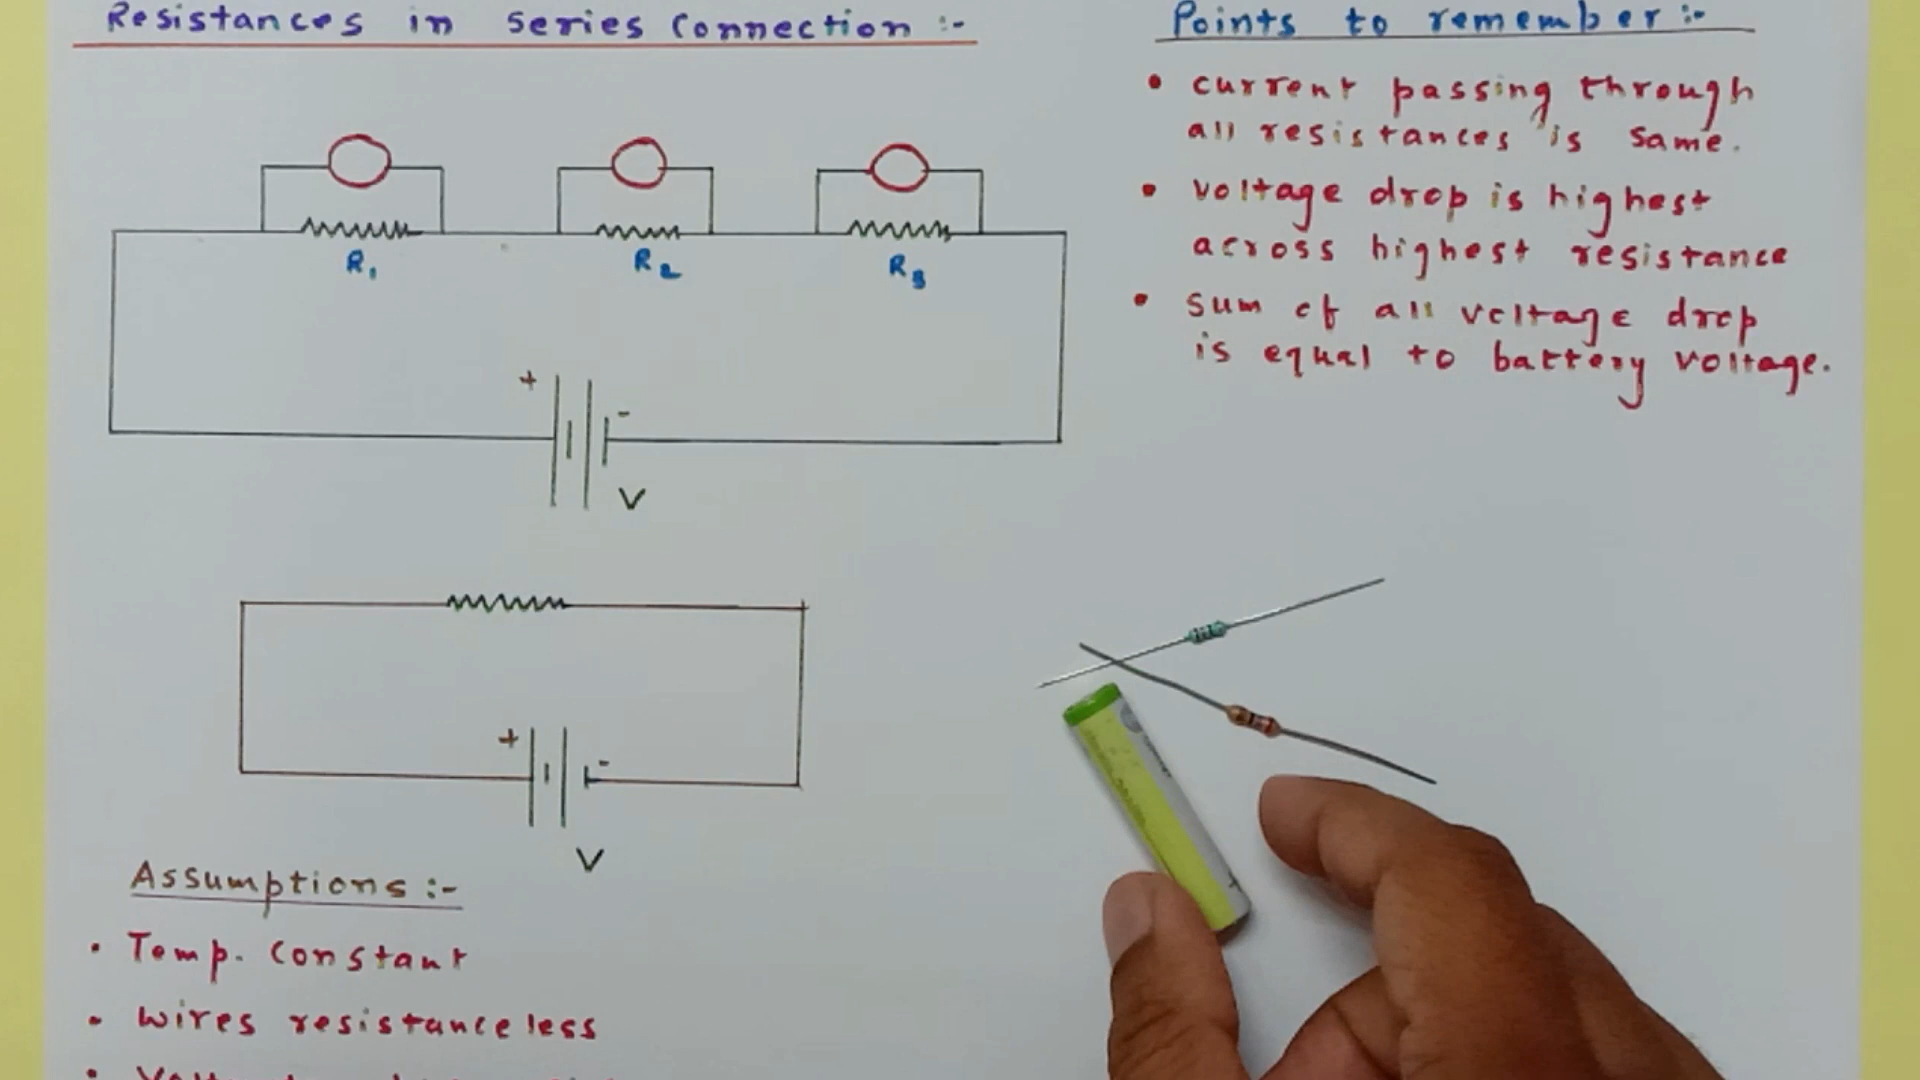 Resistances in series connection :-
R1
R2
R3
+
-
V
+
-
V
Assumptions :-
• Temp. constant
• wires resistanceless
Points to remember :-
• current passing through
all resistances is same.
• voltage drop is highest
across highest resistance
• sum of all voltage drop
is equal to battery voltage.